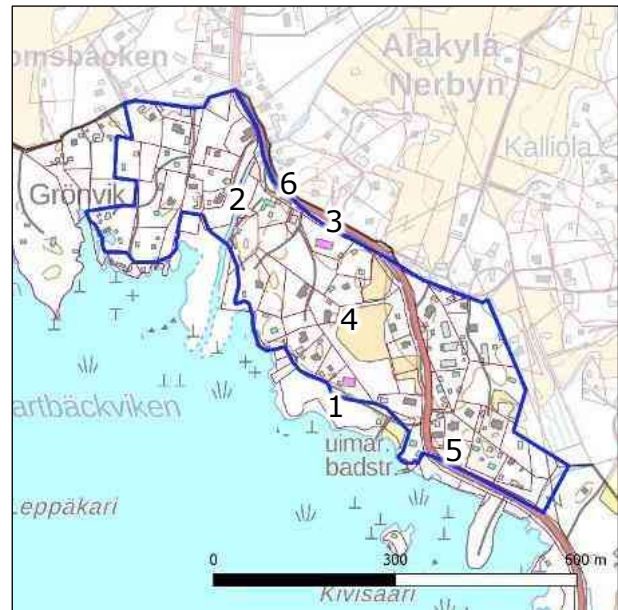 omsbacken
Alakylä
Nerbyn
Kalliola
Grönvik
2
6
3
4
1
artbäckviken
uimar.
badstr.
5
Leppäkari
0
300
600 m
Kivisaari